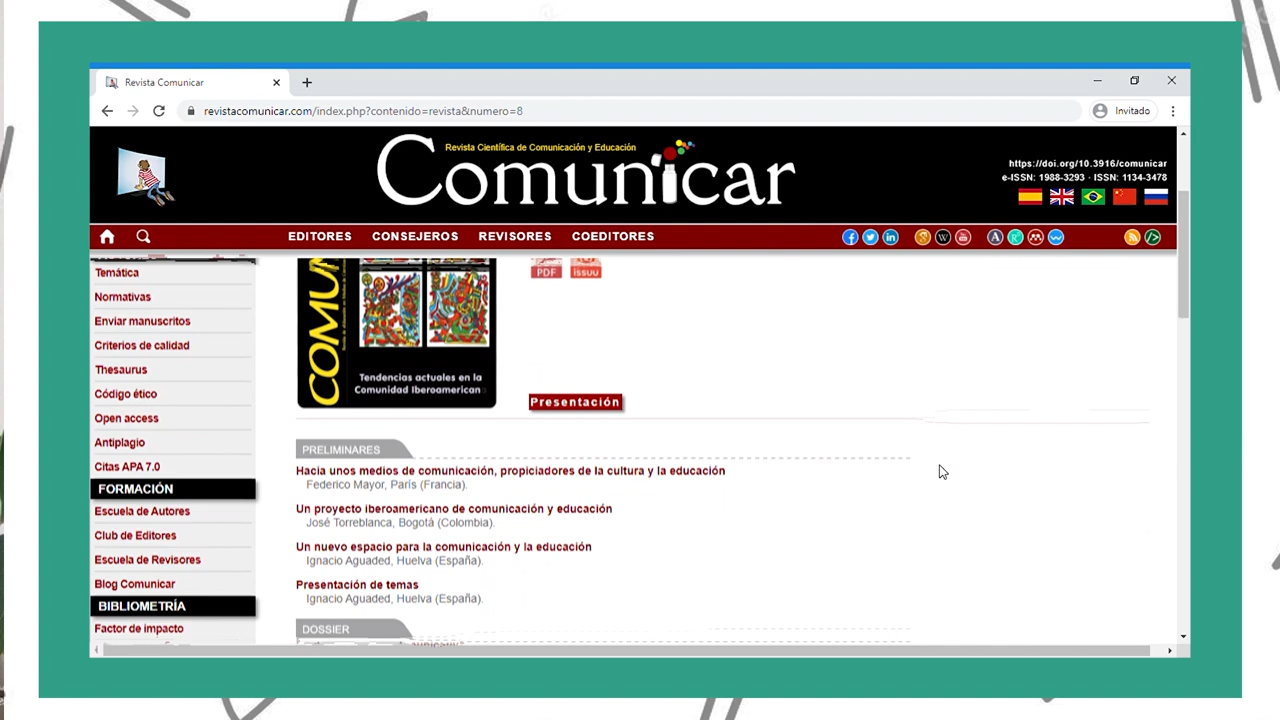 Revista Comunicar
revistacomunicar.com/index.php?contenido=revista&numero=8
Invitado
Revista Científica de Comunicación y Educación
Comunicar
https://doi.org/10.3916/comunicar
e-ISSN: 1988-3293 · ISSN: 1134-3478
EDITORES CONSEJEROS REVISORES COEDITORES
Temática
Normativas
Enviar manuscritos
Criterios de calidad
Thesaurus
Código ético
Open access
Antiplagio
Citas APA 7.0
FORMACIÓN
Escuela de Autores
Club de Editores
Escuela de Revisores
Blog Comunicar
BIBLIOMETRÍA
Factor de impacto
COMUN
Tendencias actuales en la
Comunidad Iberoamerican
PDF issuu
Presentación
PRELIMINARES
Hacia unos medios de comunicación, propiciadores de la cultura y la educación
Federico Mayor, París (Francia).
Un proyecto iberoamericano de comunicación y educación
José Torreblanca, Bogotá (Colombia).
Un nuevo espacio para la comunicación y la educación
Ignacio Aguaded, Huelva (España).
Presentación de temas
Ignacio Aguaded, Huelva (España).
DOSSIER